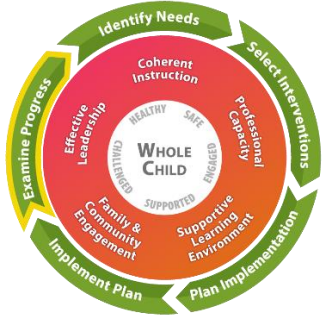 Identify Needs
Select Interventions
Plan Implementation
Implement Plan
Examine Progress
Coherent
Instruction
Professional
Capacity
Supportive
Learning
Environment
Family &
Community
Engagement
Effective
Leadership
HEALTHY
SAFE
ENGAGED
SUPPORTED
CHALLENGED
WHOLE
CHILD